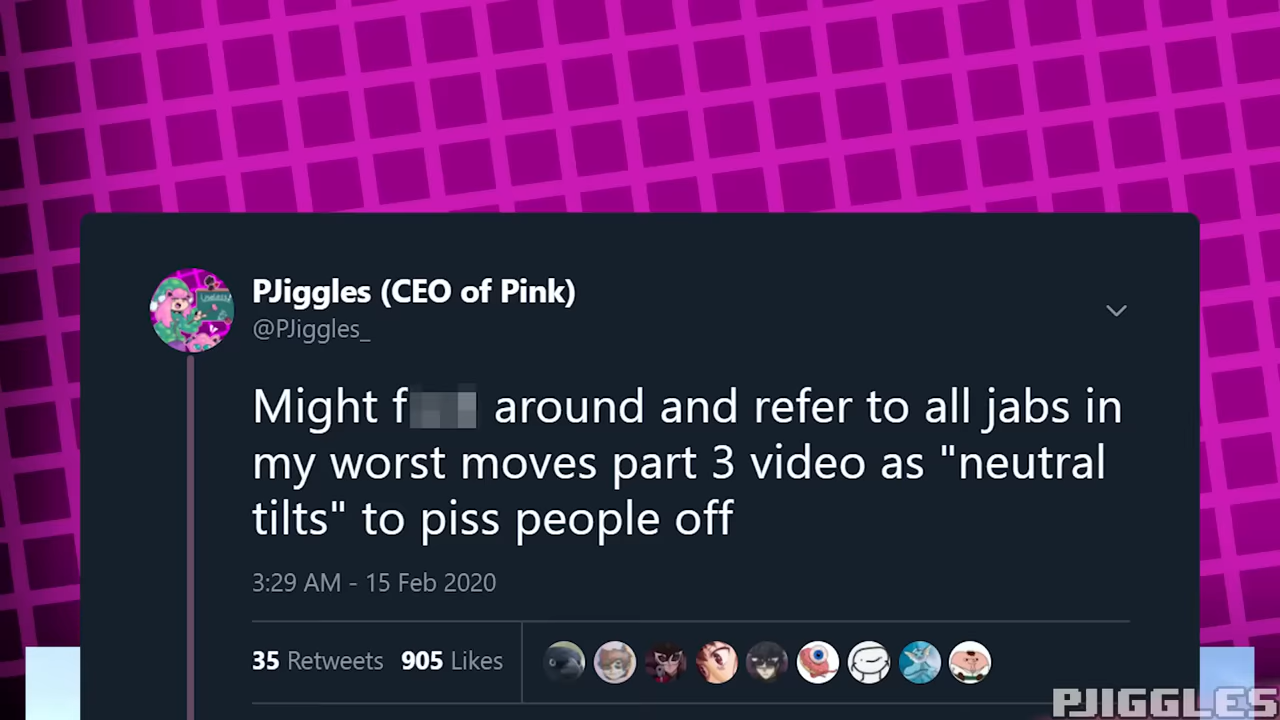 PJiggles (CEO of Pink)
@PJiggles_
Might f around and refer to all jabs in
my worst moves part 3 video as "neutral
tilts" to piss people off
3:29 AM - 15 Feb 2020
35 Retweets 905 Likes
PJIGGLES